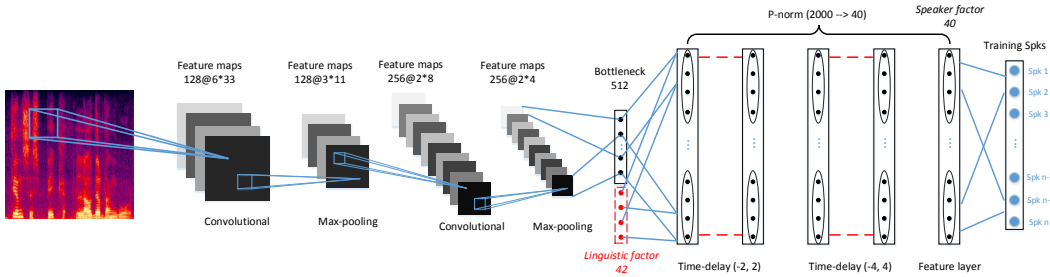 P-norm (2000 --> 40)
Speaker factor
40
Training Spks
Feature maps
128@6*33
Feature maps
128@3*11
Feature maps
256@2*8
Feature maps
256@2*4
Bottleneck
512
Spk 1
Spk 2
Spk 3
Spk n-
Spk n-
Spk n
Convolutional
Max-pooling
Convolutional
Max-pooling
Linguistic factor
42
Time-delay (-2, 2)
Time-delay (-4, 4)
Feature layer